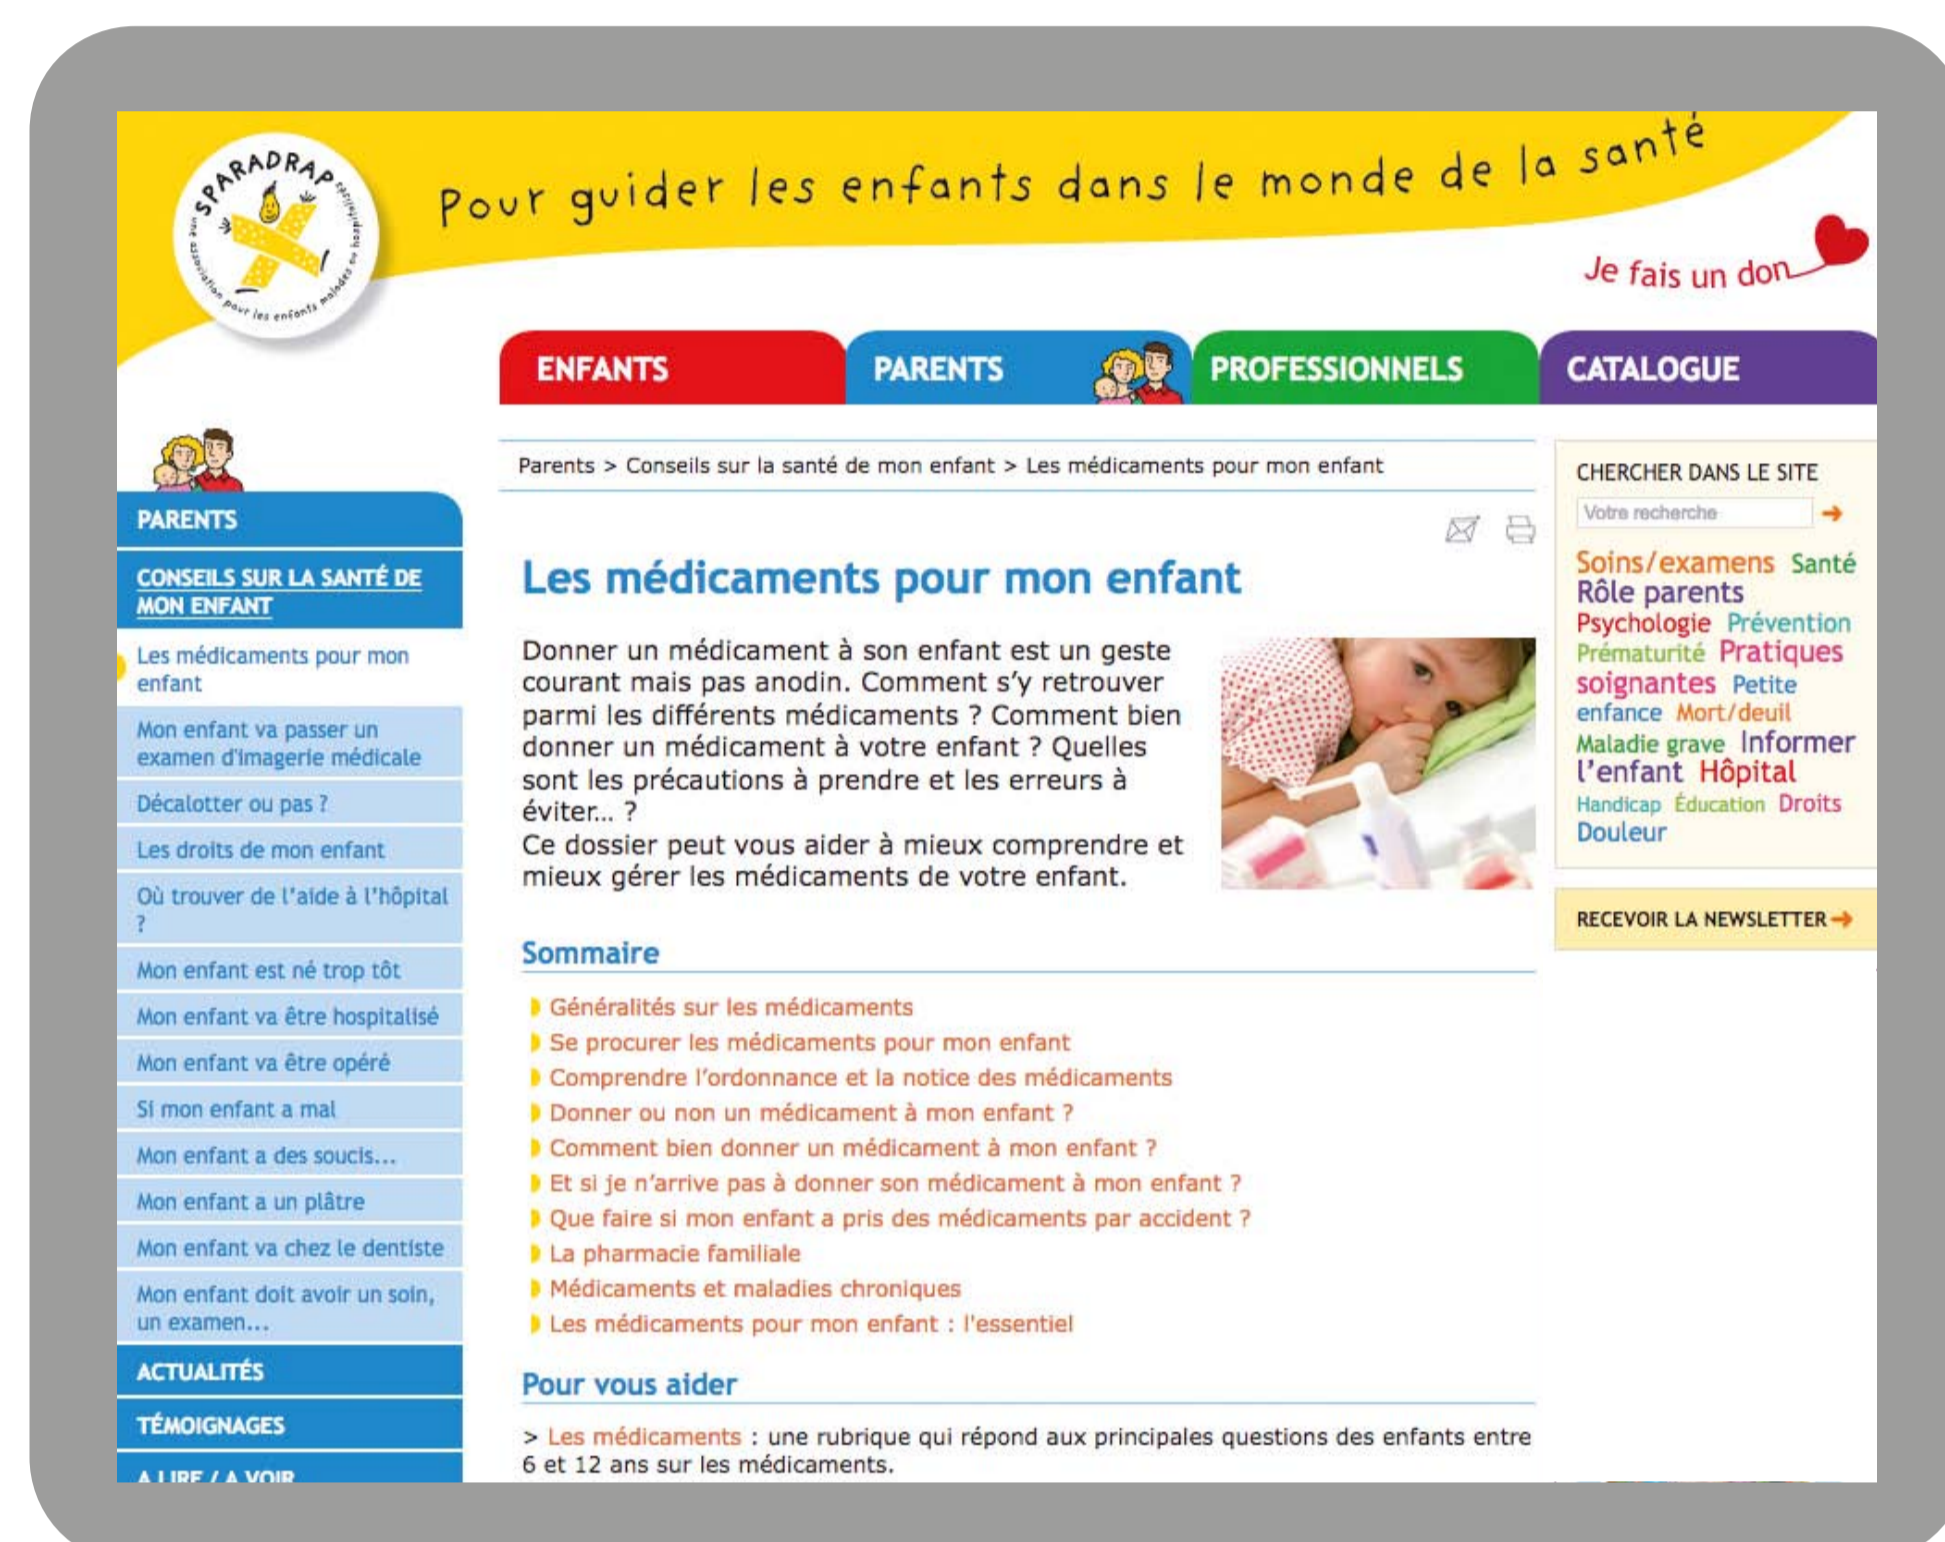 SPARADRAP
une association pour les enfants malades ou hospitalisés
Pour guider les enfants dans le monde de la santé
Je fais un don
ENFANTS
PARENTS
PROFESSIONNELS
CATALOGUE
PARENTS
CONSEILS SUR LA SANTÉ DE
MON ENFANT
Les médicaments pour mon
enfant
Mon enfant va passer un
examen d'imagerie médicale
Décalotter ou pas ?
Les droits de mon enfant
Où trouver de l'aide à l'hôpital
?
Mon enfant est né trop tôt
Mon enfant va être hospitalisé
Mon enfant va être opéré
Si mon enfant a mal
Mon enfant a des soucis...
Mon enfant a un plâtre
Mon enfant va chez le dentiste
Mon enfant doit avoir un soin,
un examen...
ACTUALITÉS
TÉMOIGNAGES
A LIRE / A VOIR
Parents > Conseils sur la santé de mon enfant > Les médicaments pour mon enfant
Les médicaments pour mon enfant
Donner un médicament à son enfant est un geste
courant mais pas anodin. Comment s'y retrouver
parmi les différents médicaments ? Comment bien
donner un médicament à votre enfant ? Quelles
sont les précautions à prendre et les erreurs à
éviter... ?
Ce dossier peut vous aider à mieux comprendre et
mieux gérer les médicaments de votre enfant.
Sommaire
Généralités sur les médicaments
Se procurer les médicaments pour mon enfant
Comprendre l'ordonnance et la notice des médicaments
Donner ou non un médicament à mon enfant ?
Comment bien donner un médicament à mon enfant ?
Et si je n'arrive pas à donner son médicament à mon enfant ?
Que faire si mon enfant a pris des médicaments par accident ?
La pharmacie familiale
Médicaments et maladies chroniques
Les médicaments pour mon enfant : l'essentiel
Pour vous aider
> Les médicaments : une rubrique qui répond aux principales questions des enfants entre
6 et 12 ans sur les médicaments.
CHERCHER DANS LE SITE
Votre recherche
Soins/examens Santé
Rôle parents
Psychologie Prévention
Prématurité Pratiques
soignantes Petite
enfance Mort/deuil
Maladie grave Informer
l'enfant Hôpital
Handicap Éducation Droits
Douleur
RECEVOIR LA NEWSLETTER